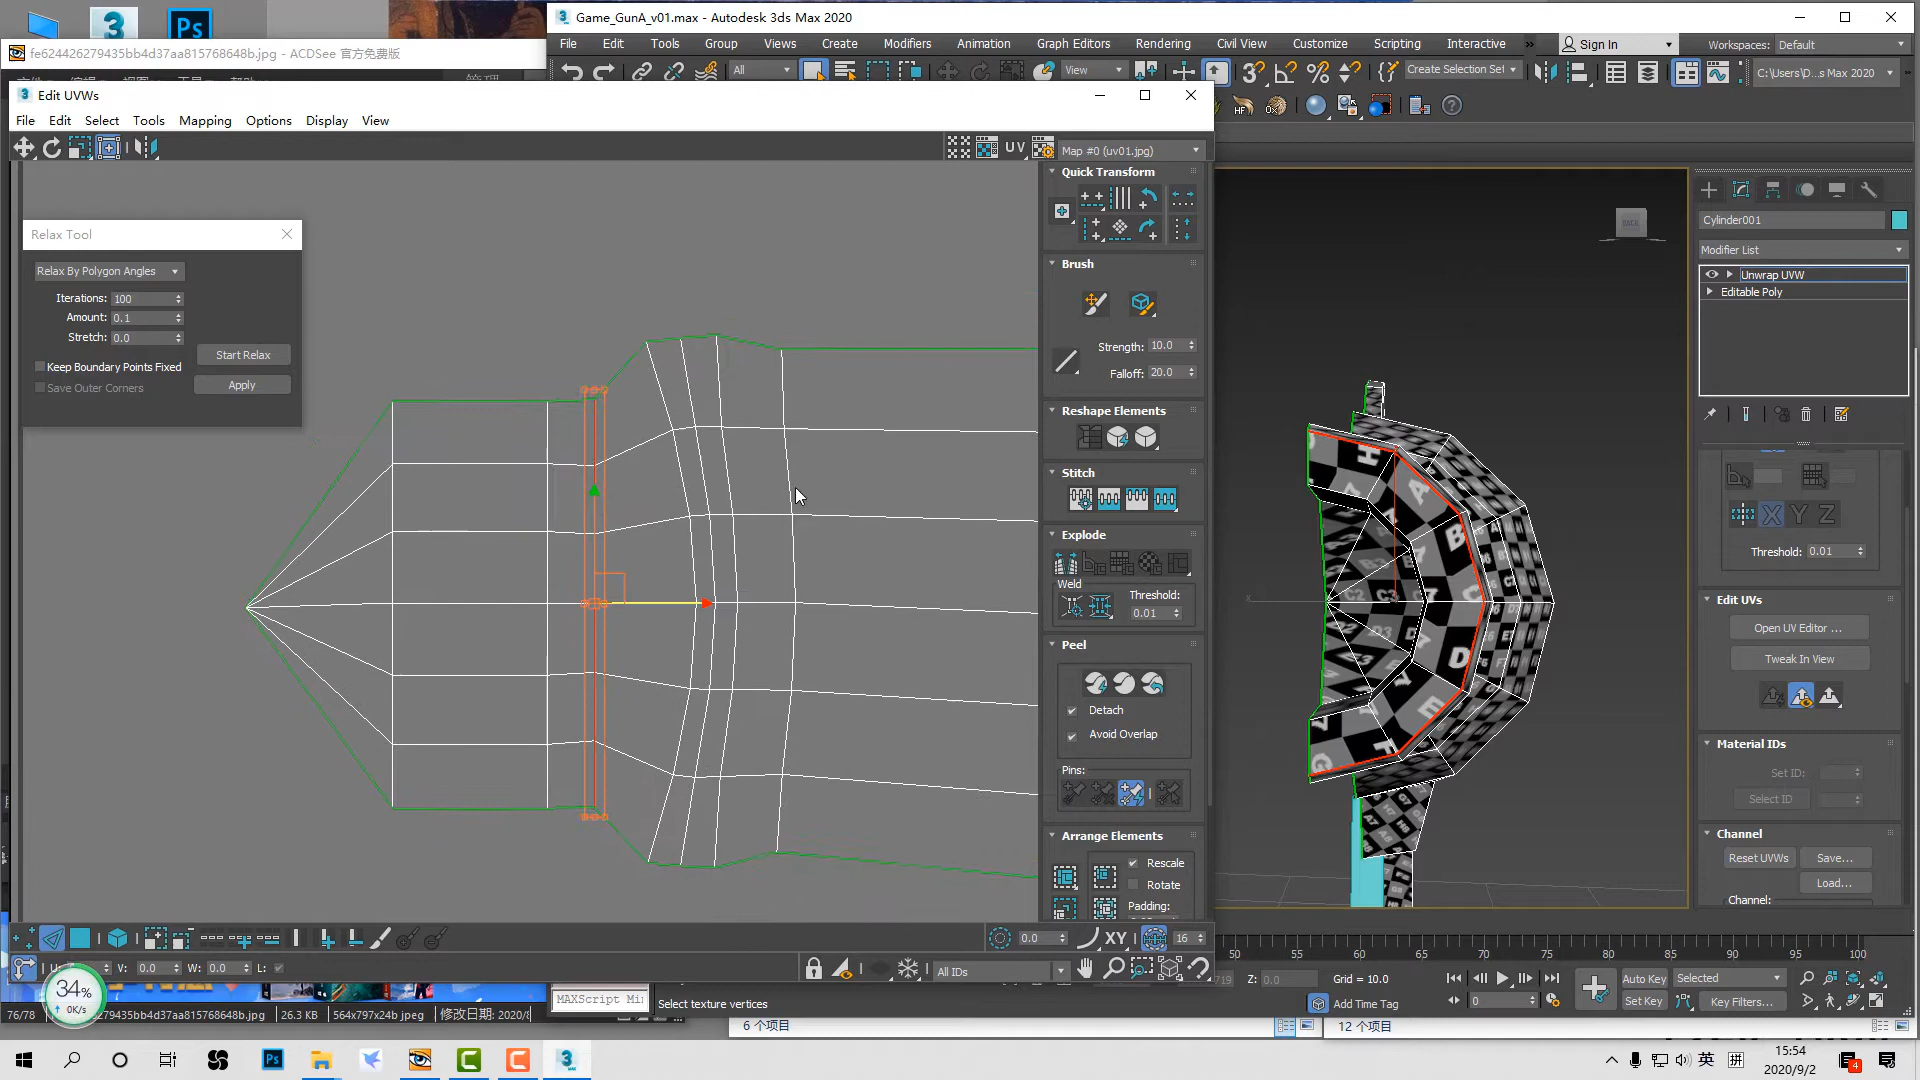 Game_GunA_v01.max - Autodesk 3ds Max 2020
fe624426279435bb4d37aa815768648b.jpg - ACDSee 官方免费版
File Edit Tools Group Views Create Modifiers Animation Graph Editors Rendering Civil View Customize Scripting Interactive
Sign In
Workspaces: Default
All
View
Create Selection Set
C:\Users\D...s Max 2020
Edit UVWs
File Edit Select Tools Mapping Options Display View
UV
Map #0 (uv01.jpg)
Quick Transform
Brush
Strength: 10.0
Falloff: 20.0
Reshape Elements
Stitch
Explode
Weld
Threshold:
0.01
Peel
Detach
Avoid Overlap
Pins:
Arrange Elements
Rescale
Rotate
Padding:
Relax Tool
Relax By Polygon Angles
Iterations: 100
Amount: 0.1
Stretch: 0.0
Start Relax
Keep Boundary Points Fixed
Save Outer Corners
Apply
BACK
Cylinder001
Modifier List
Unwrap UVW
Editable Poly
X Y Z
Threshold: 0.01
Edit UVs
Open UV Editor ...
Tweak In View
Material IDs
Set ID:
Select ID
Channel
Reset UVWs
Save...
Load...
Channel:
0.0
XY
16
V: 0.0
W: 0.0
L:
All IDs
50 55 60 65 70 75 80 85 90 95 100
Z: 0.0
Grid = 10.0
Add Time Tag
Auto Key
Selected
Set Key
Key Filters...
0
34%
0K/s
MAXScript Mi
Select texture vertices
76/78
79435bb4d37aa815768648b.jpg
26.3 KB
564x797x24b jpeg
修改日期: 2020/8
6 个项目
12 个项目
英
拼
15:54
2020/9/2
4